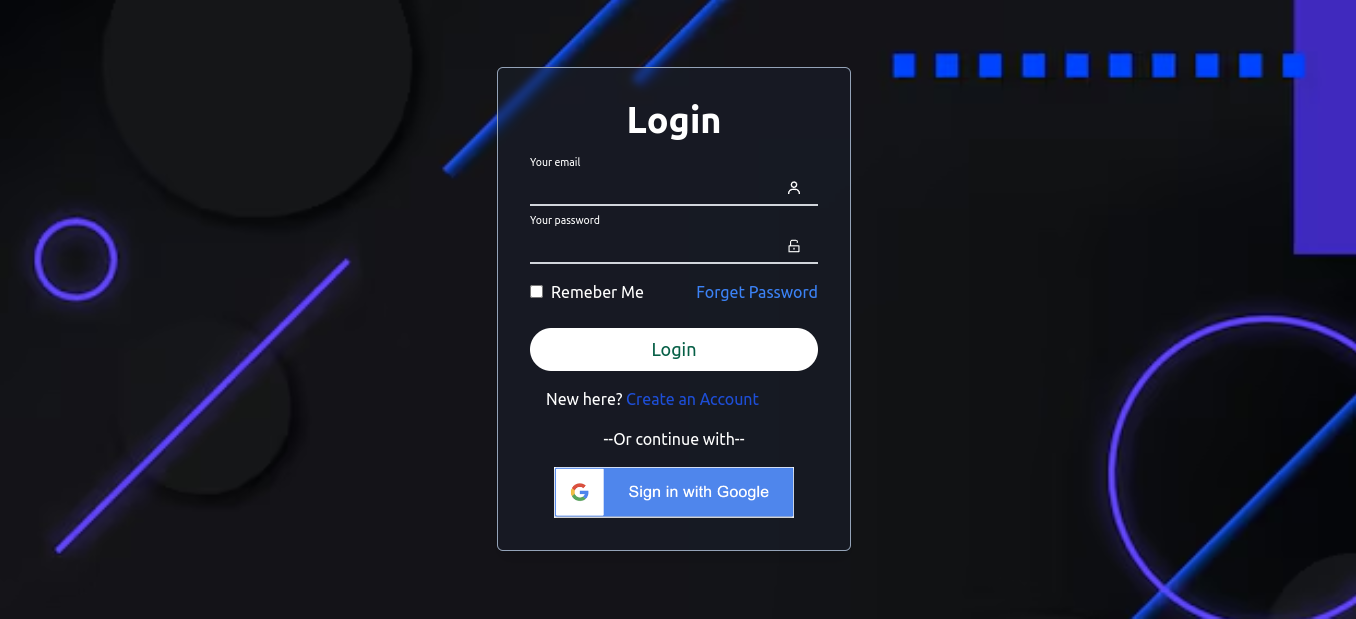 Login
Your email
Your password
Remeber Me Forget Password
Login
New here? Create an Account
--Or continue with--
Sign in with Google